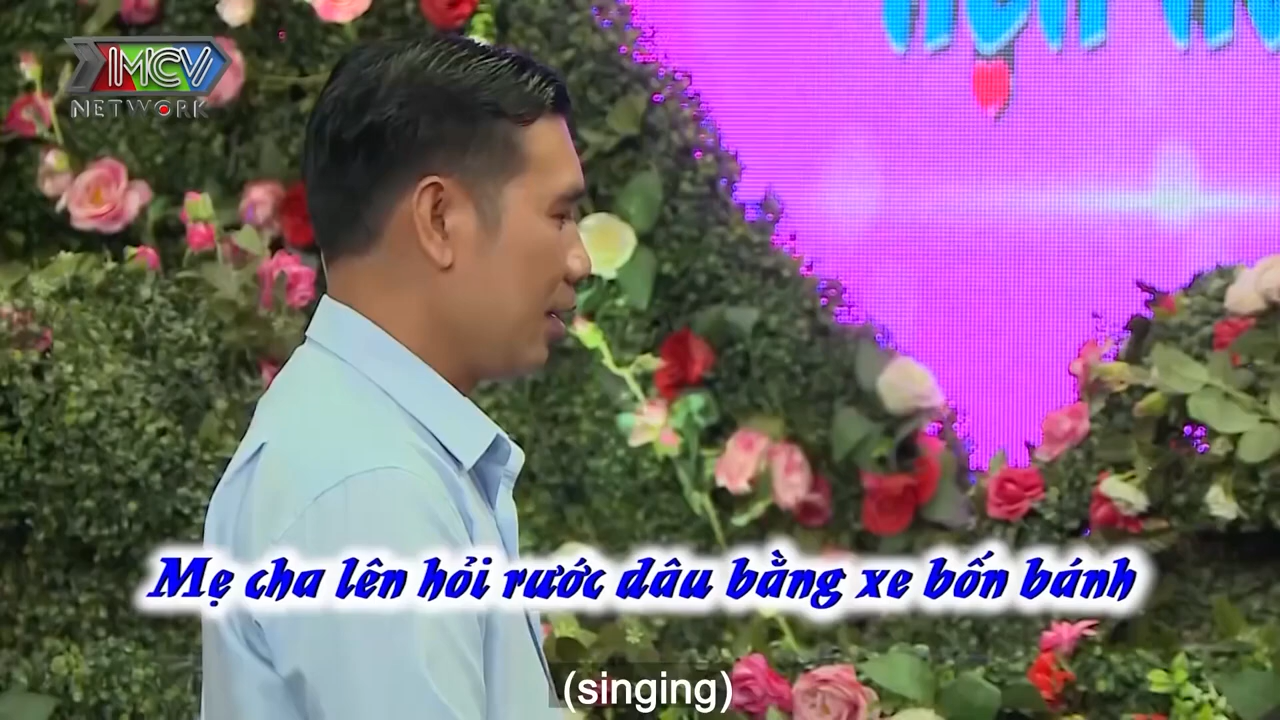 MCV
NETWORK
Mẹ cha lên hỏi rước dâu bằng xe bốn bánh
(singing)